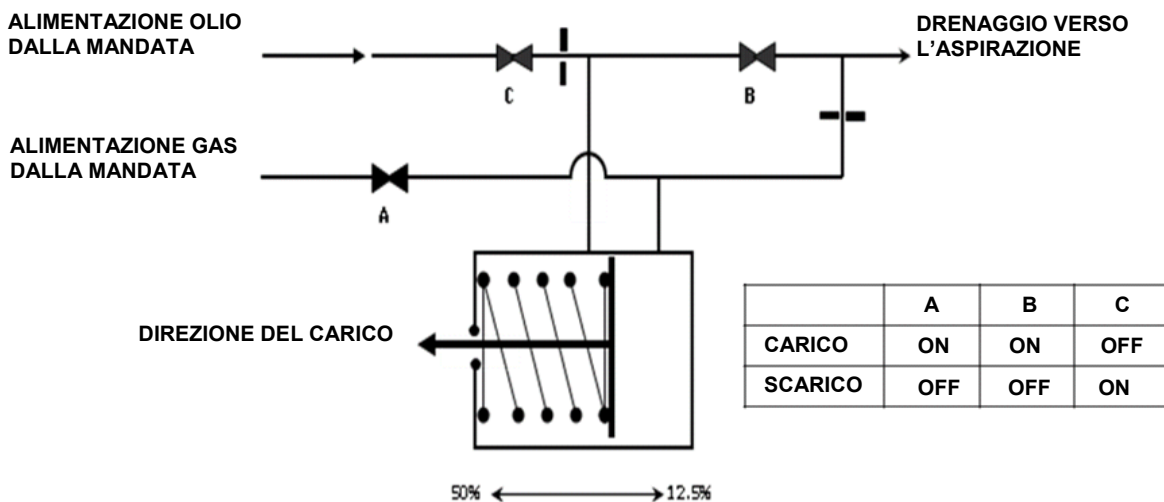 ALIMENTAZIONE OLIO
DALLA MANDATA
DRENAGGIO VERSO
L'ASPIRAZIONE
C
B
ALIMENTAZIONE GAS
DALLA MANDATA
A
DIREZIONE DEL CARICO
A B C
CARICO ON ON OFF
SCARICO OFF OFF ON
50% 12.5%